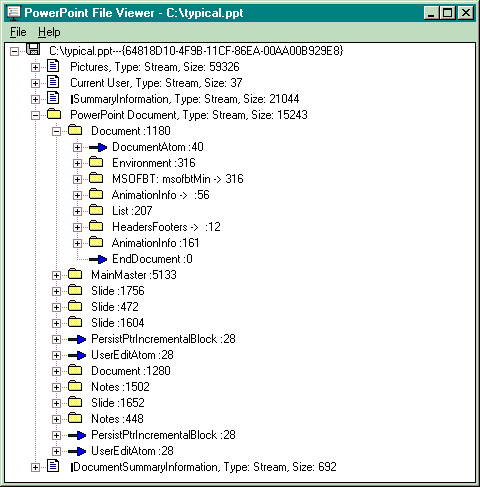 PowerPoint File Viewer - C:\typical.ppt
File Help
C:\typical.ppt---{64818D10-4F9B-11CF-86EA-00AA00B929E8}
Pictures, Type: Stream, Size: 59326
Current User, Type: Stream, Size: 37
|SummaryInformation, Type: Stream, Size: 21044
PowerPoint Document, Type: Stream, Size: 15243
Document :1180
DocumentAtom :40
Environment :316
MSOFBT: msofbtMin -> 316
AnimationInfo -> :56
List :207
HeadersFooters -> :12
AnimationInfo :161
EndDocument :0
MainMaster :5133
Slide :1756
Slide :472
Slide :1604
PersistPtrIncrementalBlock :28
UserEditAtom :28
Document :1280
Notes :1502
Slide :1652
Notes :448
PersistPtrIncrementalBlock :28
UserEditAtom :28
|DocumentSummaryInformation, Type: Stream, Size: 692